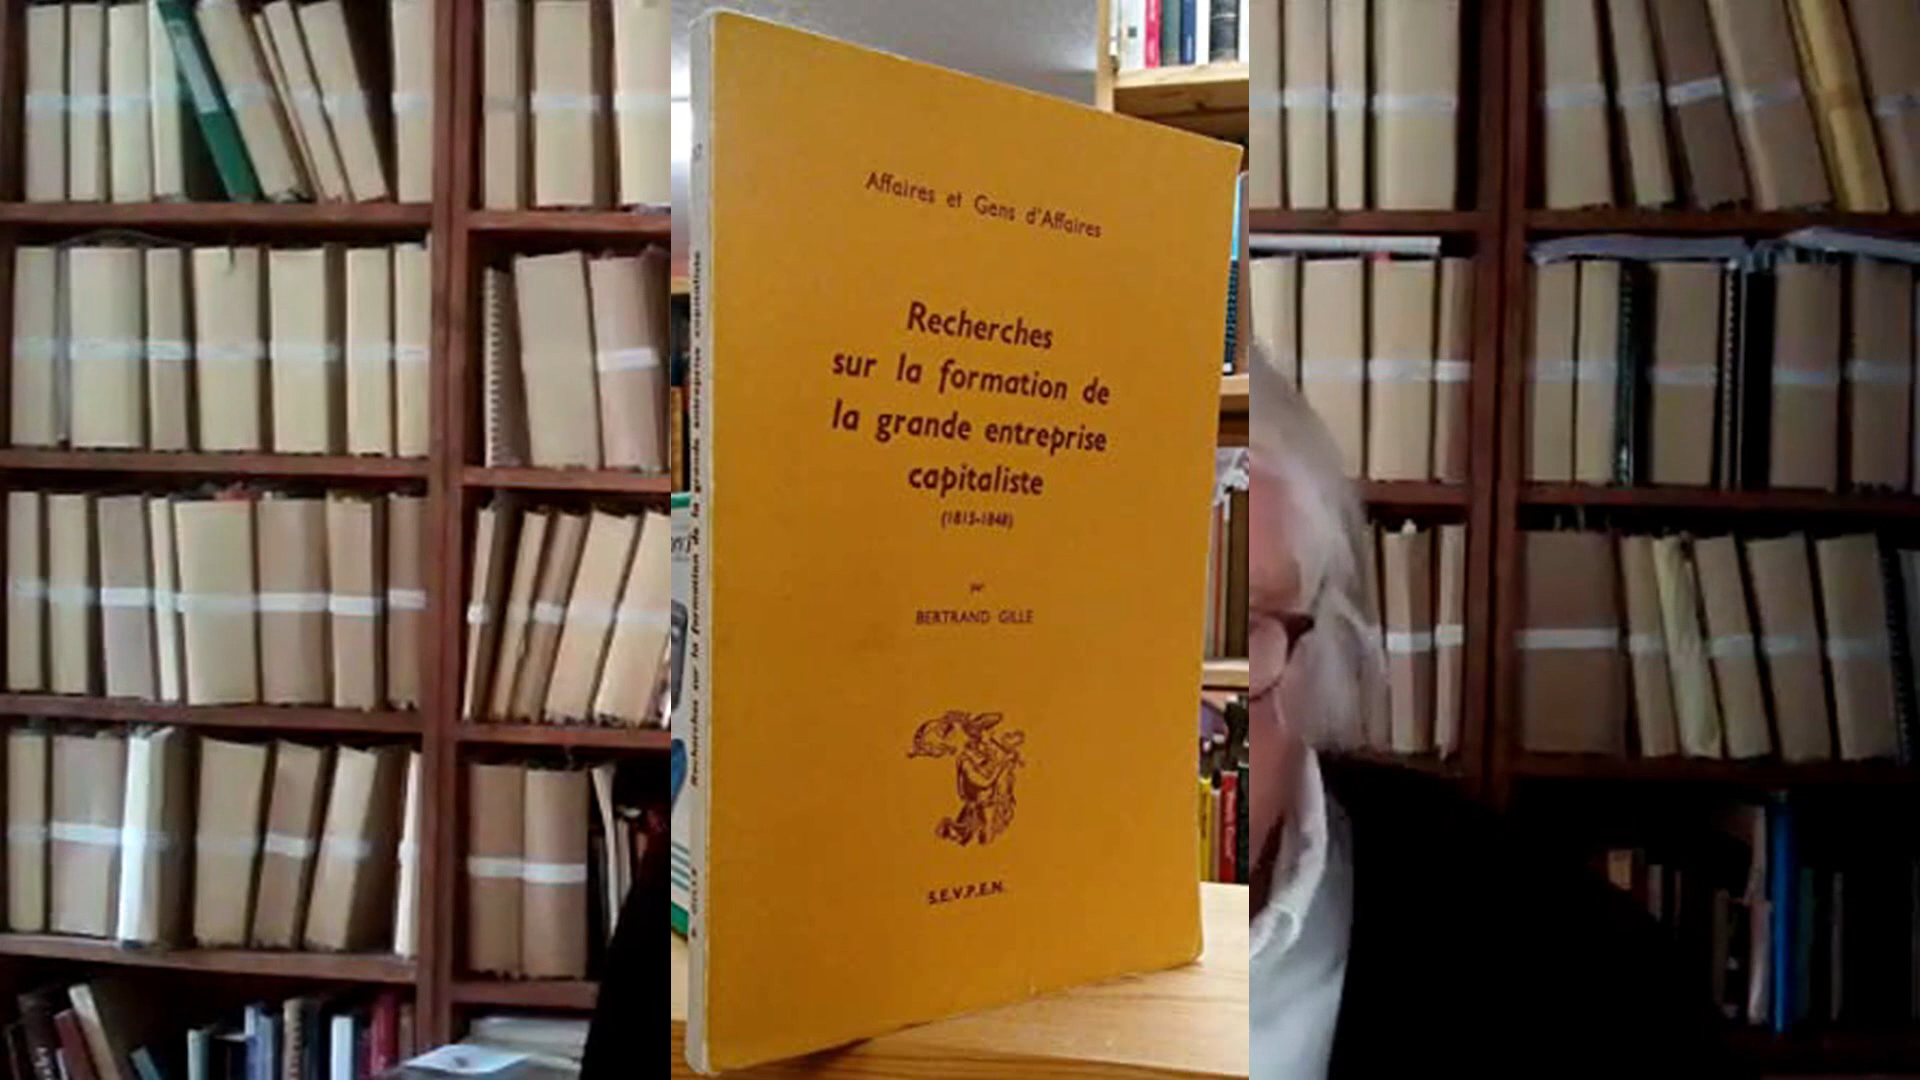 Affaires et Gens d'Affaires
Recherches
sur la formation de
la grande entreprise
capitaliste
(1815-1848)
par
BERTRAND GILLE
S.E.V.P.E.N.
Recherches sur la formation de la grande entreprise capitaliste
B. GILLE